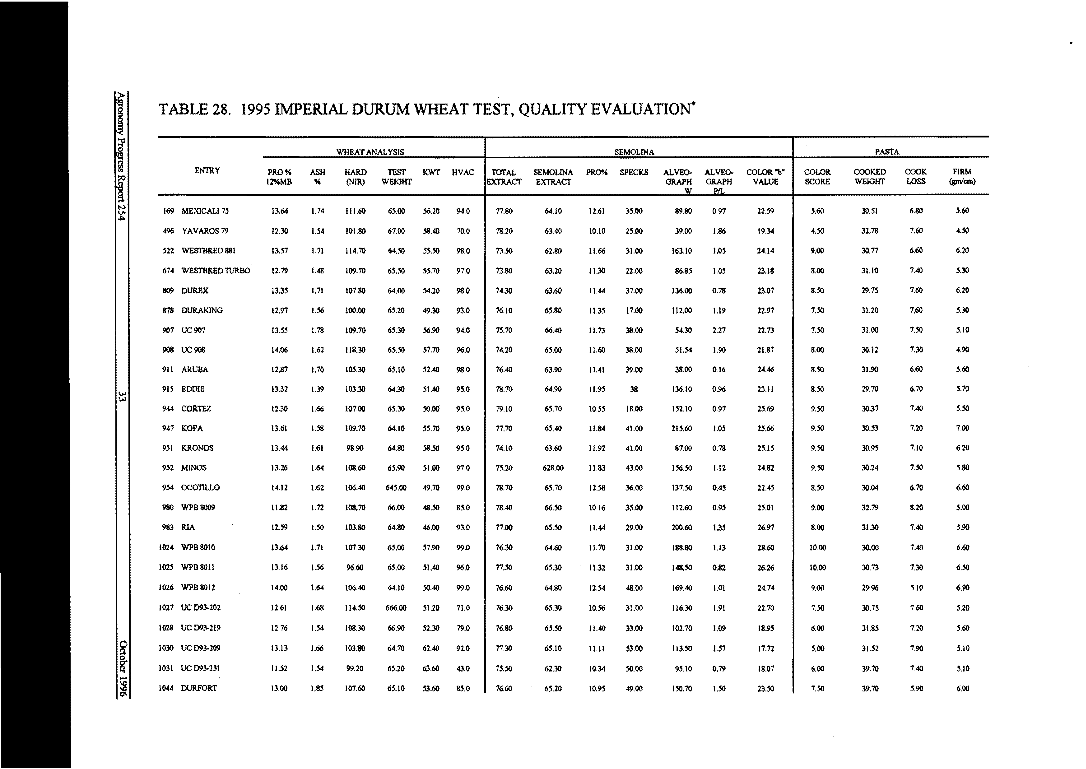 TABLE 28. 1995 IMPERIAL DURUM WHEAT TEST, QUALITY EVALUATION*
WHEAT ANALYSIS SEMOLINA PASTA
ENTRY PRO % 12%MB ASH % HARD (NIR) TEST WEIGHT KWT HVAC TOTAL EXTRACT SEMOLINA EXTRACT PRO% SPECKS ALVEO-GRAPH W ALVEO-GRAPH P/L COLOR "b" VALUE COLOR SCORE COOKED WEIGHT COOK LOSS FIRM (gm/cm)
169 MEXICALI 75 13.64 1.74 111.60 65.00 56.20 94.0 77.80 64.10 12.61 35.00 89.80 0.97 22.59 5.60 30.51 6.80 5.60
496 YAVAROS 79 12.30 1.54 101.80 67.00 58.40 70.0 78.20 63.40 10.10 25.00 39.00 1.86 19.34 4.50 32.78 7.60 4.50
522 WESTBRED 881 13.57 1.71 114.70 64.50 55.50 98.0 73.50 62.80 11.66 31.00 163.10 1.05 24.14 9.00 30.77 6.60 6.20
674 WESTBRED TURBO 12.79 1.48 109.70 65.50 55.70 97.0 73.80 63.20 11.30 22.00 86.85 1.05 23.18 8.00 31.10 7.40 5.30
809 DUREX 13.35 1.71 107.80 64.00 54.20 98.0 74.30 63.60 11.44 37.00 136.00 0.78 23.07 8.50 29.75 7.60 6.20
878 DURAKING 12.97 1.56 100.00 65.20 49.30 93.0 76.10 65.80 11.35 17.00 112.00 1.19 22.97 7.50 31.20 7.60 5.30
907 UC 907 13.55 1.78 109.70 65.30 56.90 94.0 75.70 66.40 11.73 38.00 54.30 2.27 22.73 7.50 31.00 7.50 5.10
908 UC 908 14.06 1.62 118.30 65.50 57.70 96.0 74.20 65.00 11.60 38.00 51.54 1.90 21.87 8.00 30.12 7.30 4.90
911 ARUBA 12.87 1.70 105.30 65.10 52.40 98.0 76.40 63.90 11.41 39.00 38.00 0.16 24.46 8.50 31.90 6.60 5.60
915 EDDIE 13.32 1.39 103.50 64.30 51.40 95.0 78.70 64.90 11.95 38 136.10 0.96 23.11 8.50 29.70 6.70 5.70
944 CORTEZ 12.30 1.66 107.00 65.30 50.00 95.0 79.10 65.70 10.55 18.00 152.10 0.97 25.69 9.50 30.37 7.40 5.50
947 KOFA 13.61 1.58 109.70 64.10 55.70 95.0 77.70 65.40 11.84 41.00 215.60 1.05 25.66 9.50 30.53 7.20 7.00
951 KRONOS 13.44 1.61 98.90 64.80 58.50 95.0 74.10 63.60 11.92 41.00 87.00 0.78 25.15 9.50 30.95 7.10 6.20
952 MINOS 13.26 1.64 108.60 65.90 51.00 97.0 75.20 628.00 11.83 43.00 156.50 1.12 24.82 9.50 30.24 7.50 5.80
954 OCOTILLO 14.12 1.62 106.40 645.00 49.70 99.0 78.70 65.70 12.58 36.00 137.50 0.45 22.45 8.50 30.04 6.70 6.60
980 WPB 8009 11.82 1.72 108.70 66.00 48.50 85.0 78.40 66.50 10.16 35.00 112.60 0.95 25.01 9.00 32.79 8.20 5.00
983 RIA 12.59 1.50 103.80 64.80 46.00 93.0 77.00 65.50 11.44 29.00 200.60 1.35 26.97 8.00 31.30 7.40 5.90
1024 WPB 8010 13.64 1.71 107.30 65.00 57.90 99.0 76.30 64.60 11.70 31.00 188.80 1.13 28.60 10.00 30.00 7.40 6.60
1025 WPB 8011 13.16 1.56 96.60 65.00 51.40 96.0 77.50 65.30 11.32 31.00 148.50 0.82 26.26 10.00 30.73 7.30 6.50
1026 WPB 8012 14.00 1.64 106.40 64.10 50.40 99.0 76.60 64.80 12.54 48.00 169.40 1.01 24.74 9.00 29.96 5.10 6.90
1027 UC D93-202 12.61 1.68 114.50 666.00 51.20 71.0 76.30 65.30 10.56 31.00 116.30 1.91 22.70 7.50 30.75 7.60 5.20
1028 UC D93-219 12.76 1.54 108.30 66.90 52.30 79.0 76.80 65.50 11.40 33.00 102.70 1.09 18.95 6.00 31.85 7.20 5.60
1030 UC D93-209 13.13 1.66 103.80 64.70 62.40 92.0 77.30 65.10 11.11 53.00 113.50 1.57 17.72 5.00 31.52 7.90 5.10
1031 UC D93-131 11.52 1.54 99.20 65.20 63.60 43.0 75.50 62.30 10.34 50.00 95.10 0.79 18.07 6.00 39.70 7.40 5.10
1044 DURFORT 13.00 1.85 107.60 65.10 53.60 85.0 76.60 65.20 10.95 49.00 150.70 1.50 23.50 7.50 39.70 5.90 6.00
Agronomy Progress Report 254
33
October 1996